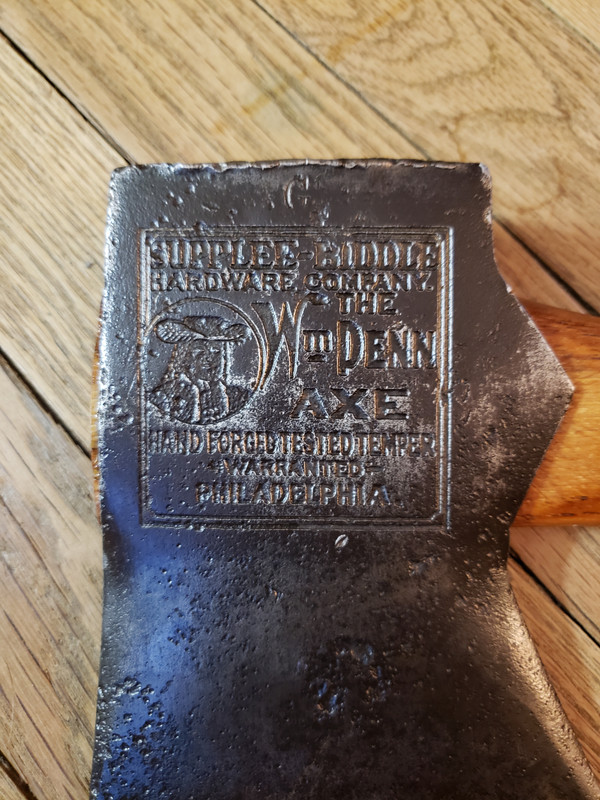 G
SUPPLEE-BIDDLE
HARDWARE COMPANY.
THE
Wm PENN
AXE
HAND FORGED TESTED TEMPER
WARRANTED
PHILADELPHIA.